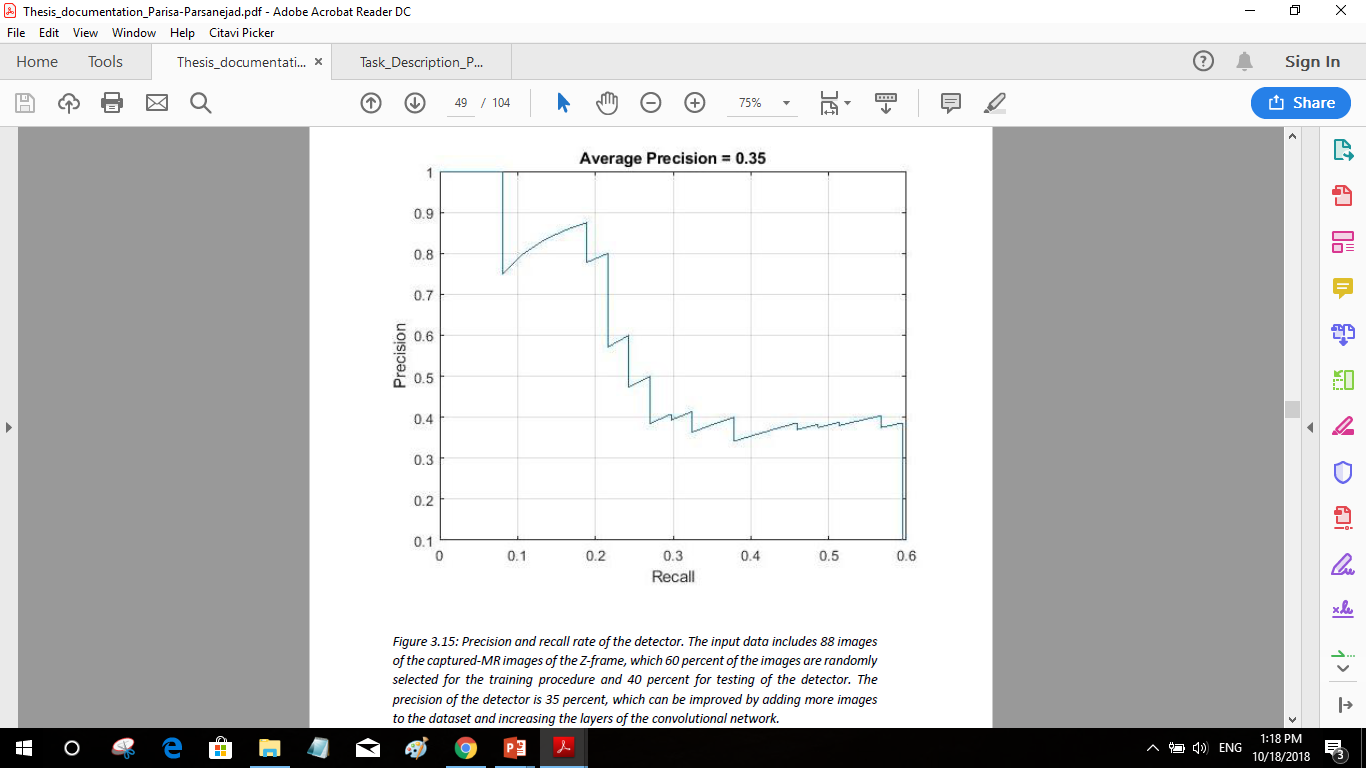 Thesis_documentation_Parisa-Parsanejad.pdf - Adobe Acrobat Reader DC
File Edit View Window Help Citavi Picker
Home Tools Thesis_documentati... × Task_Description_P... ? Sign In
49 / 104 75% Share
Average Precision = 0.35
1
0.9
0.8
0.7
0.6
0.5
0.4
0.3
0.2
0.1
Precision
0 0.1 0.2 0.3 0.4 0.5 0.6
Recall
Figure 3.15: Precision and recall rate of the detector. The input data includes 88 images
of the captured-MR images of the Z-frame, which 60 percent of the images are randomly
selected for the training procedure and 40 percent for testing of the detector. The
precision of the detector is 35 percent, which can be improved by adding more images
to the dataset and increasing the layers of the convolutional network.
ENG 1:18 PM
10/18/2018 3